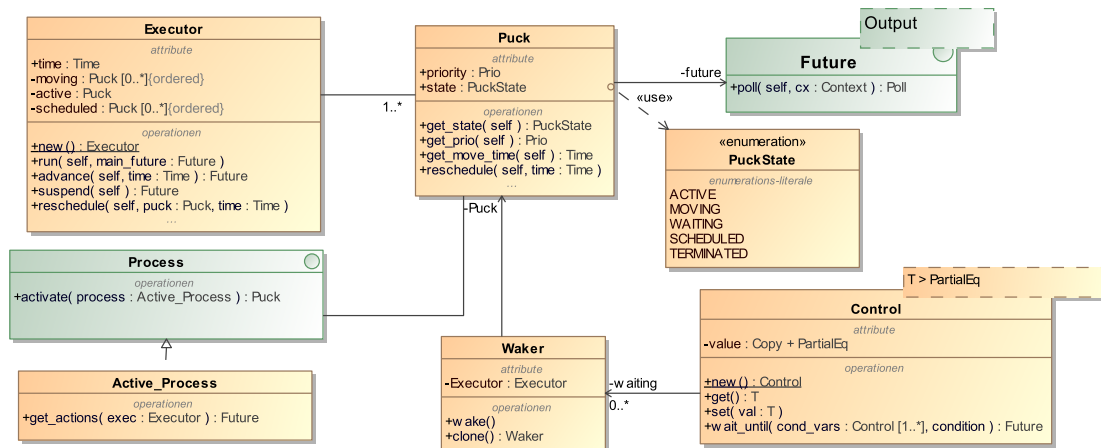 Executor
attribute
+time : Time
-moving : Puck [0..*]{ordered}
-active : Puck
-scheduled : Puck [0..*]{ordered}
operationen
+new() : Executor
+run( self, main_future : Future )
+advance( self, time : Time ) : Future
+suspend( self ) : Future
+reschedule( self, puck : Puck, time : Time )
...
1..*
Puck
attribute
+priority : Prio
+state : PuckState
operationen
+get_state( self ) : PuckState
+get_prio( self ) : Prio
+get_move_time( self ) : Time
+reschedule( self, time : Time )
...
-future
«use»
Output
Future
+poll( self, cx : Context ) : Poll
«enumeration»
PuckState
enumerations-literale
ACTIVE
MOVING
WAITING
SCHEDULED
TERMINATED
-Puck
Process
operationen
+activate( process : Active_Process ) : Puck
Active_Process
operationen
+get_actions( exec : Executor ) : Future
Waker
attribute
-Executor : Executor
operationen
+wake()
+clone() : Waker
-waiting
0..*
T > PartialEq
Control
attribute
-value : Copy + PartialEq
operationen
+new() : Control
+get() : T
+set( val : T )
+wait_until( cond_vars : Control [1..*], condition ) : Future